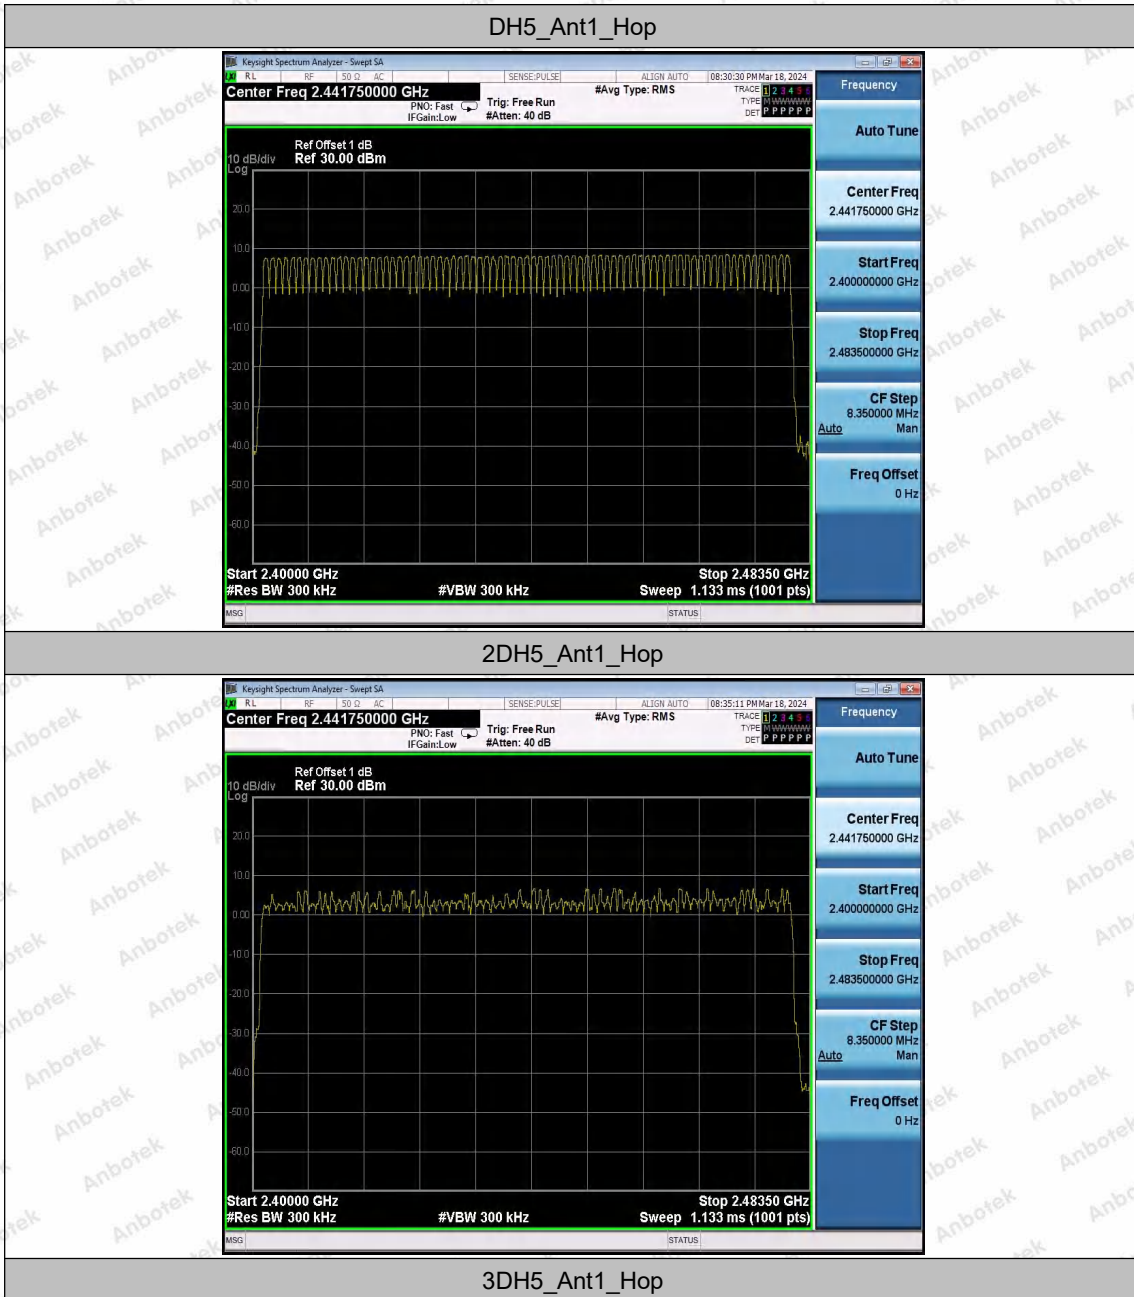 DH5_Ant1_Hop
Keysight Spectrum Analyzer - Swept SA
LXI RL RF 50 Ω AC SENSE:PULSE ALIGN AUTO 08:30:30 PM Mar 18, 2024
Center Freq 2.441750000 GHz
PNO: Fast
IFGain:Low
Trig: Free Run
#Atten: 40 dB
#Avg Type: RMS
TRACE 1 2 3 4 5 6
TYPE M WWWWW
DET P P P P P P
Ref Offset 1 dB
10 dB/div Ref 30.00 dBm
Log
20.0
10.0
0.00
-10.0
-20.0
-30.0
-40.0
-50.0
-60.0
Start 2.40000 GHz Stop 2.48350 GHz
#Res BW 300 kHz #VBW 300 kHz Sweep 1.133 ms (1001 pts)
MSG STATUS
Frequency
Auto Tune
Center Freq
2.441750000 GHz
Start Freq
2.400000000 GHz
Stop Freq
2.483500000 GHz
CF Step
8.350000 MHz
Auto Man
Freq Offset
0 Hz
2DH5_Ant1_Hop
Keysight Spectrum Analyzer - Swept SA
LXI RL RF 50 Ω AC SENSE:PULSE ALIGN AUTO 08:35:11 PM Mar 18, 2024
Center Freq 2.441750000 GHz
PNO: Fast
IFGain:Low
Trig: Free Run
#Atten: 40 dB
#Avg Type: RMS
TRACE 1 2 3 4 5 6
TYPE M WWWWW
DET P P P P P P
Ref Offset 1 dB
10 dB/div Ref 30.00 dBm
Log
20.0
10.0
0.00
-10.0
-20.0
-30.0
-40.0
-50.0
-60.0
Start 2.40000 GHz Stop 2.48350 GHz
#Res BW 300 kHz #VBW 300 kHz Sweep 1.133 ms (1001 pts)
MSG STATUS
Frequency
Auto Tune
Center Freq
2.441750000 GHz
Start Freq
2.400000000 GHz
Stop Freq
2.483500000 GHz
CF Step
8.350000 MHz
Auto Man
Freq Offset
0 Hz
3DH5_Ant1_Hop
Anbotek